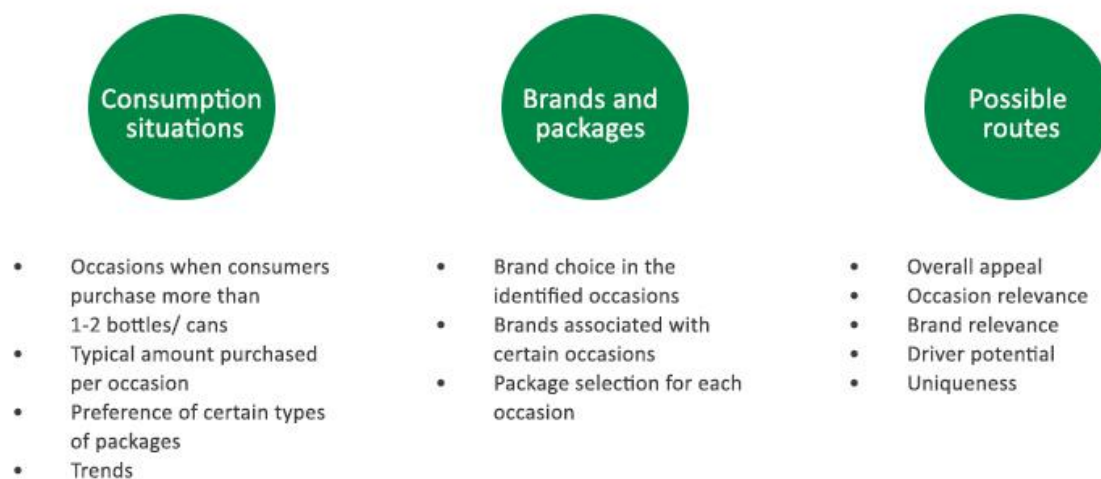 Consumption
situations
• Occasions when consumers
purchase more than
1-2 bottles/ cans
• Typical amount purchased
per occasion
• Preference of certain types
of packages
• Trends
Brands and
packages
• Brand choice in the
identified occasions
• Brands associated with
certain occasions
• Package selection for each
occasion
Possible
routes
• Overall appeal
• Occasion relevance
• Brand relevance
• Driver potential
• Uniqueness